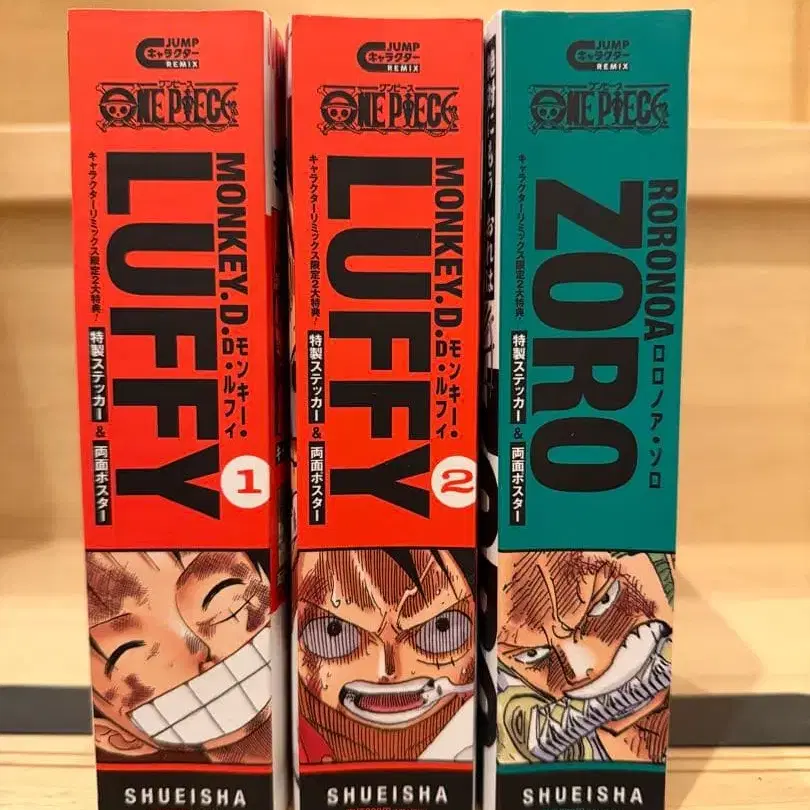 JUMP
キャラクター
REMIX
ワンピース
ONE PIECE
MONKEY.D.
LUFFY
モンキー・
D・ルフィ
キャラクターリミックス限定2大特典!
特製ステッカー & 両面ポスター
1
SHUEISHA
JUMP
キャラクター
REMIX
ワンピース
ONE PIECE
MONKEY.D.
LUFFY
モンキー・
D・ルフィ
キャラクターリミックス限定2大特典!
特製ステッカー & 両面ポスター
2
SHUEISHA
JUMP
キャラクター
REMIX
ワンピース
ONE PIECE
RORONOA
ZORO
ロロノア・ゾロ
キャラクターリミックス限定2大特典!
特製ステッカー & 両面ポスター
SHUEISHA